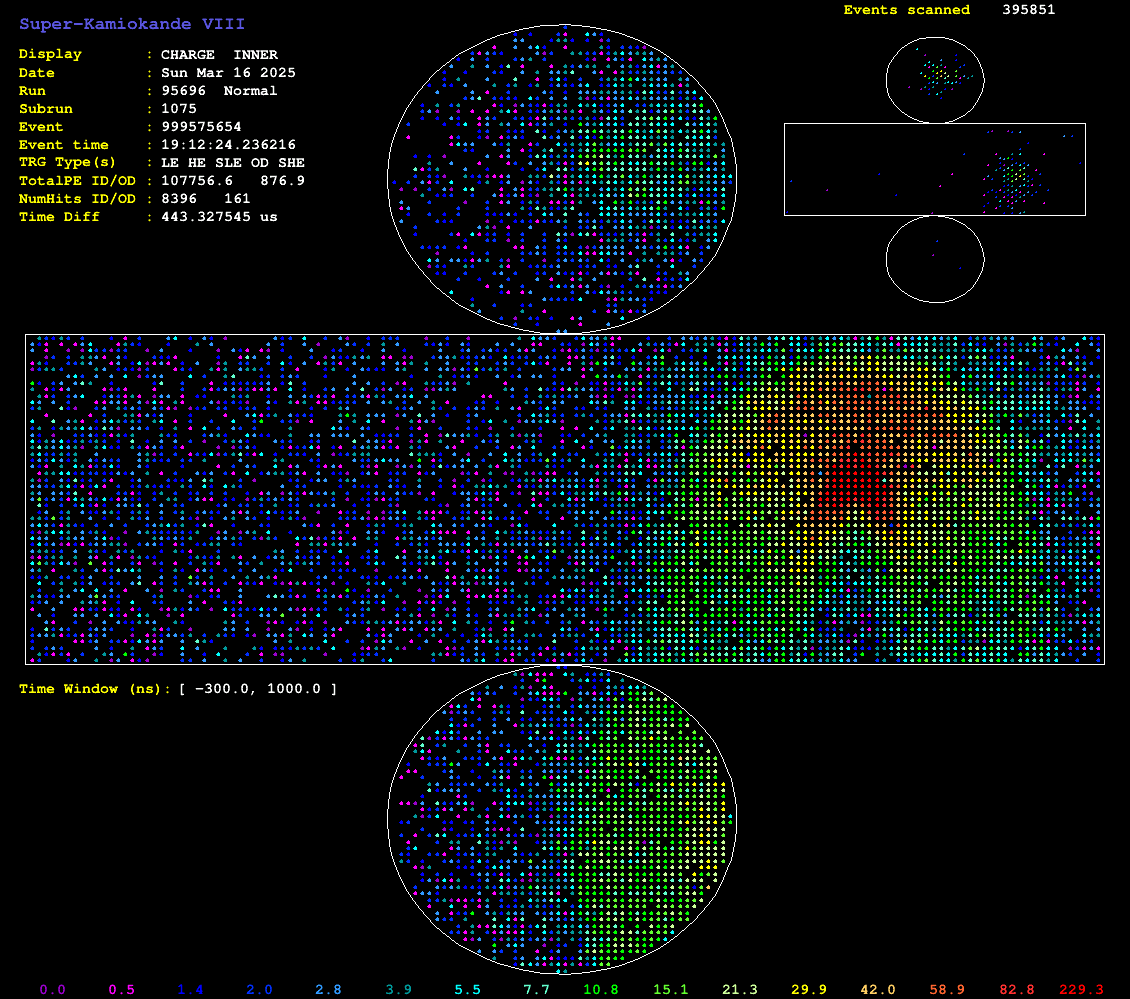 Super-Kamiokande VIII
Events scanned 395851
Display : CHARGE INNER
Date : Sun Mar 16 2025
Run : 95696 Normal
Subrun : 1075
Event : 999575654
Event time : 19:12:24.236216
TRG Type(s) : LE HE SLE OD SHE
TotalPE ID/OD : 107756.6 876.9
NumHits ID/OD : 8396 161
Time Diff : 443.327545 us
Time Window (ns): [ -300.0, 1000.0 ]
0.0 0.5 1.4 2.0 2.8 3.9 5.5 7.7 10.8 15.1 21.3 29.9 42.0 58.9 82.8 229.3